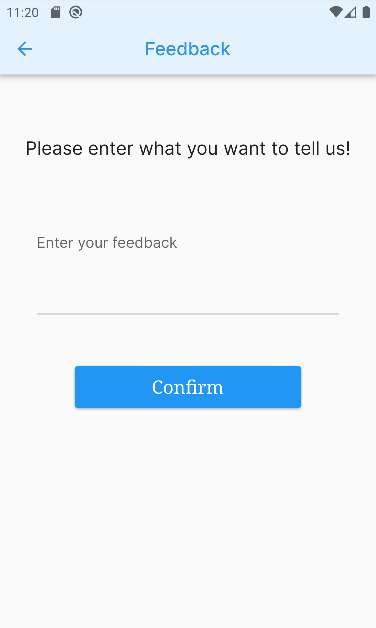 11:20
Feedback
Please enter what you want to tell us!
Enter your feedback
Confirm